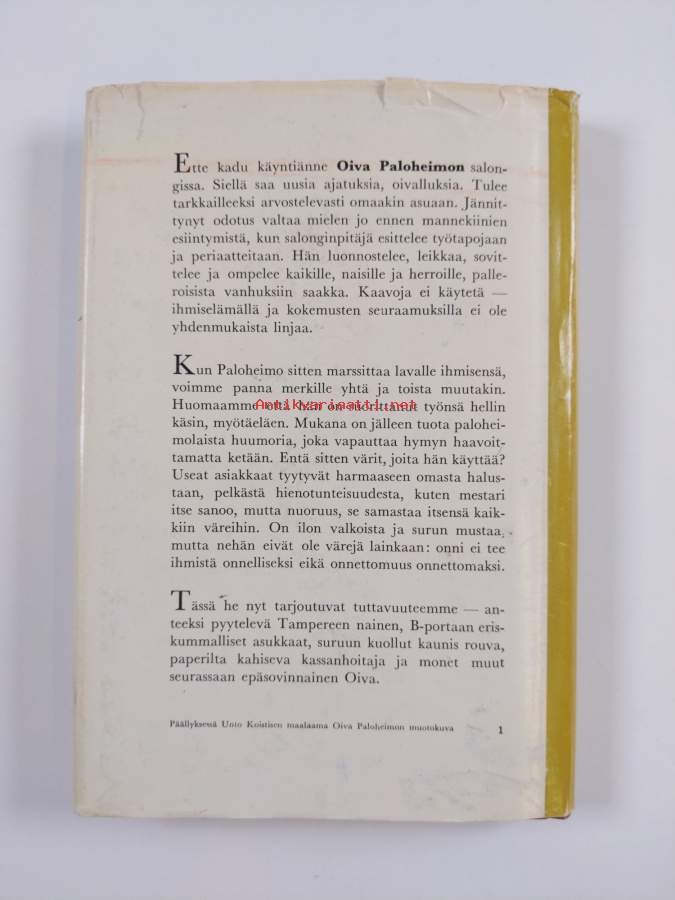 Ette kadu käyntiänne Oiva Paloheimon salon-
gissa. Siellä saa uusia ajatuksia, oivalluksia. Tulee
tarkkailleeksi arvostelevasti omaakin asuaan. Jännit-
tynyt odotus valtaa mielen jo ennen mannekiinien
esiintymistä, kun salonginpitäjä esittelee työtapojaan
ja periaatteitaan. Hän luonnostelee, leikkaa, sovit-
telee ja ompelee kaikille, naisille ja herroille, palle-
roisista vanhuksiin saakka. Kaavoja ei käytetä —
ihmiselämällä ja kokemusten seuraamuksilla ei ole
yhdenmukaista linjaa.
Kun Paloheimo sitten marssittaa lavalle ihmisensä,
voimme panna merkille yhtä ja toista muutakin.
Huomaamme että hän on suorittanut työnsä hellin
Antikvariaatti.net
käsin, myötäeläen. Mukana on jälleen tuota palohei-
molaista huumoria, joka vapauttaa hymyn haavoit-
tamatta ketään. Entä sitten värit, joita hän käyttää?
Useat asiakkaat tyytyvät harmaaseen omasta halus-
taan, pelkästä hienotunteisuudesta, kuten mestari
itse sanoo, mutta nuoruus, se samastaa itsensä kaik-
kiin väreihin. On ilon valkoista ja surun mustaa,
mutta nehän eivät ole värejä lainkaan: onni ei tee
ihmistä onnelliseksi eikä onnettomuus onnettomaksi.
Tässä he nyt tarjoutuvat tuttavuuteemme — an-
teeksi pyytelevä Tampereen nainen, B-portaan eris-
kummalliset asukkaat, suruun kuollut kaunis rouva,
paperilta kahiseva kassanhoitaja ja monet muut
seurassaan epäsovinnainen Oiva.
Päällyksessä Unto Koistisen maalaama Oiva Paloheimon muotokuva 1